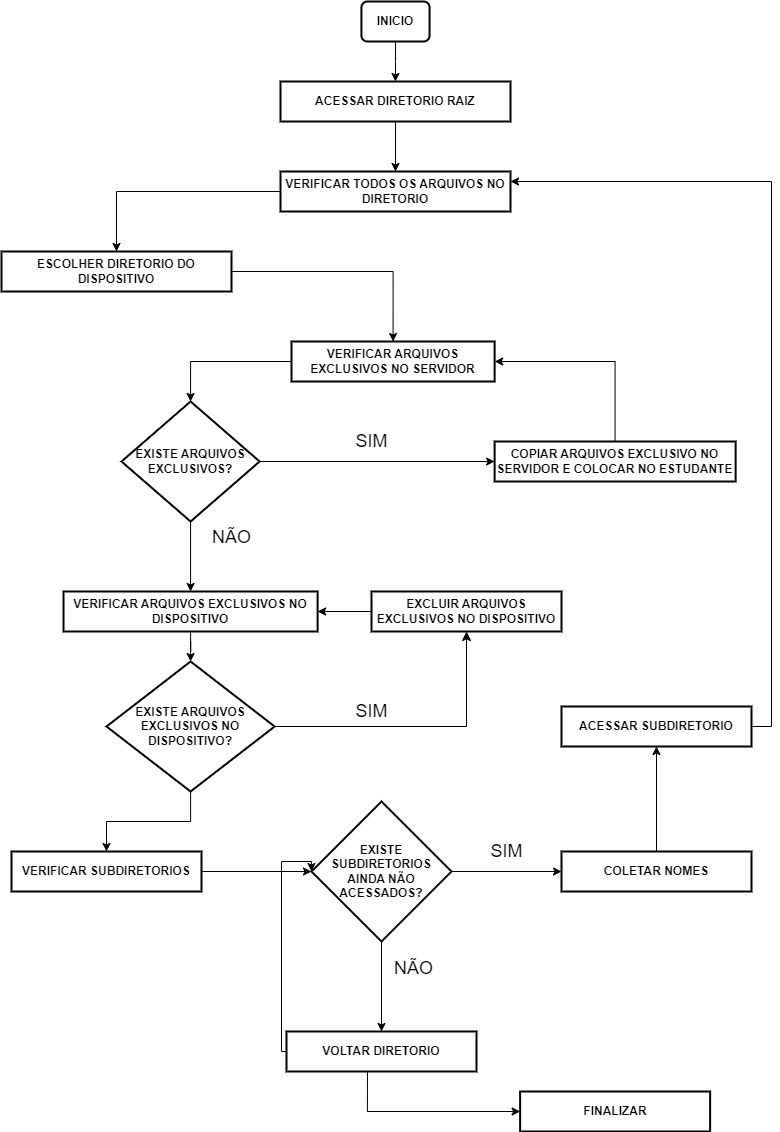 INICIO
ACESSAR DIRETORIO RAIZ
VERIFICAR TODOS OS ARQUIVOS NO
DIRETORIO
ESCOLHER DIRETORIO DO
DISPOSITIVO
VERIFICAR ARQUIVOS
EXCLUSIVOS NO SERVIDOR
EXISTE ARQUIVOS
EXCLUSIVOS?
SIM
COPIAR ARQUIVOS EXCLUSIVO NO
SERVIDOR E COLOCAR NO ESTUDANTE
NÃO
VERIFICAR ARQUIVOS EXCLUSIVOS NO
DISPOSITIVO
EXCLUIR ARQUIVOS
EXCLUSIVOS NO DISPOSITIVO
EXISTE ARQUIVOS
EXCLUSIVOS NO
DISPOSITIVO?
SIM
ACESSAR SUBDIRETORIO
VERIFICAR SUBDIRETORIOS
EXISTE
SUBDIRETORIOS
AINDA NÃO
ACESSADOS?
SIM
COLETAR NOMES
NÃO
VOLTAR DIRETORIO
FINALIZAR